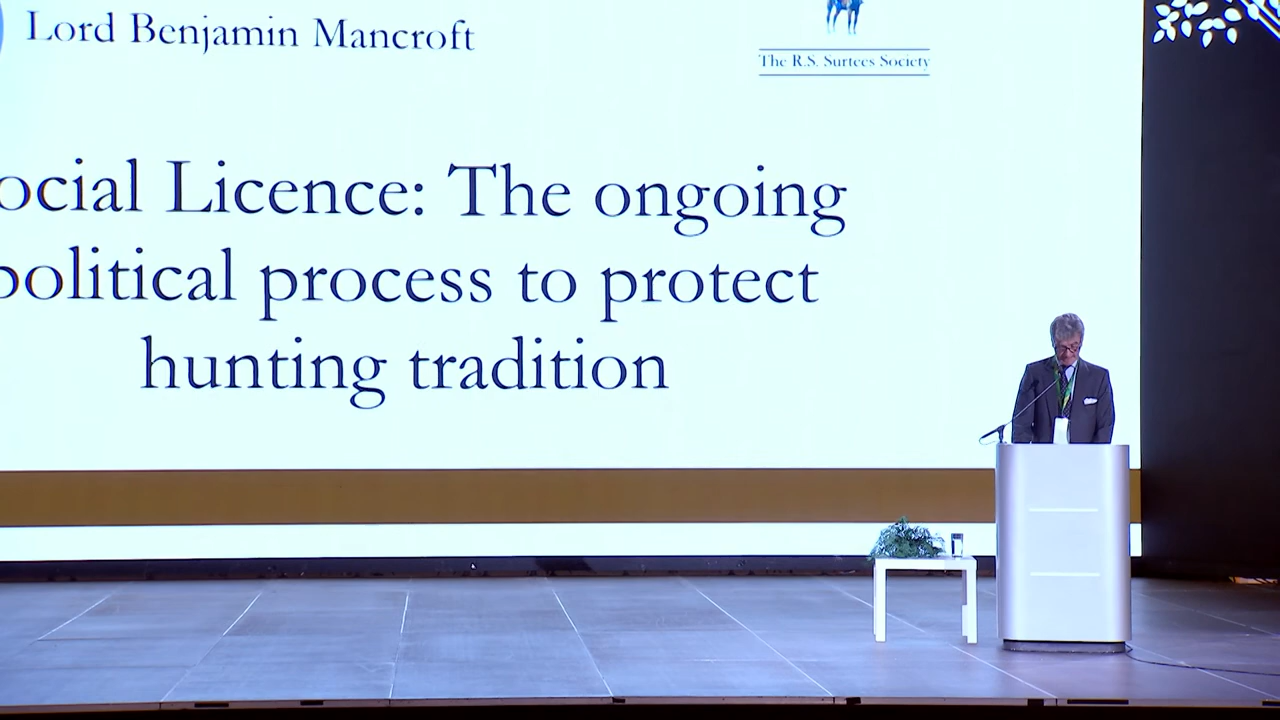 Lord Benjamin Mancroft
The R.S. Surtees Society
ocial Licence: The ongoing
political process to protect
hunting tradition